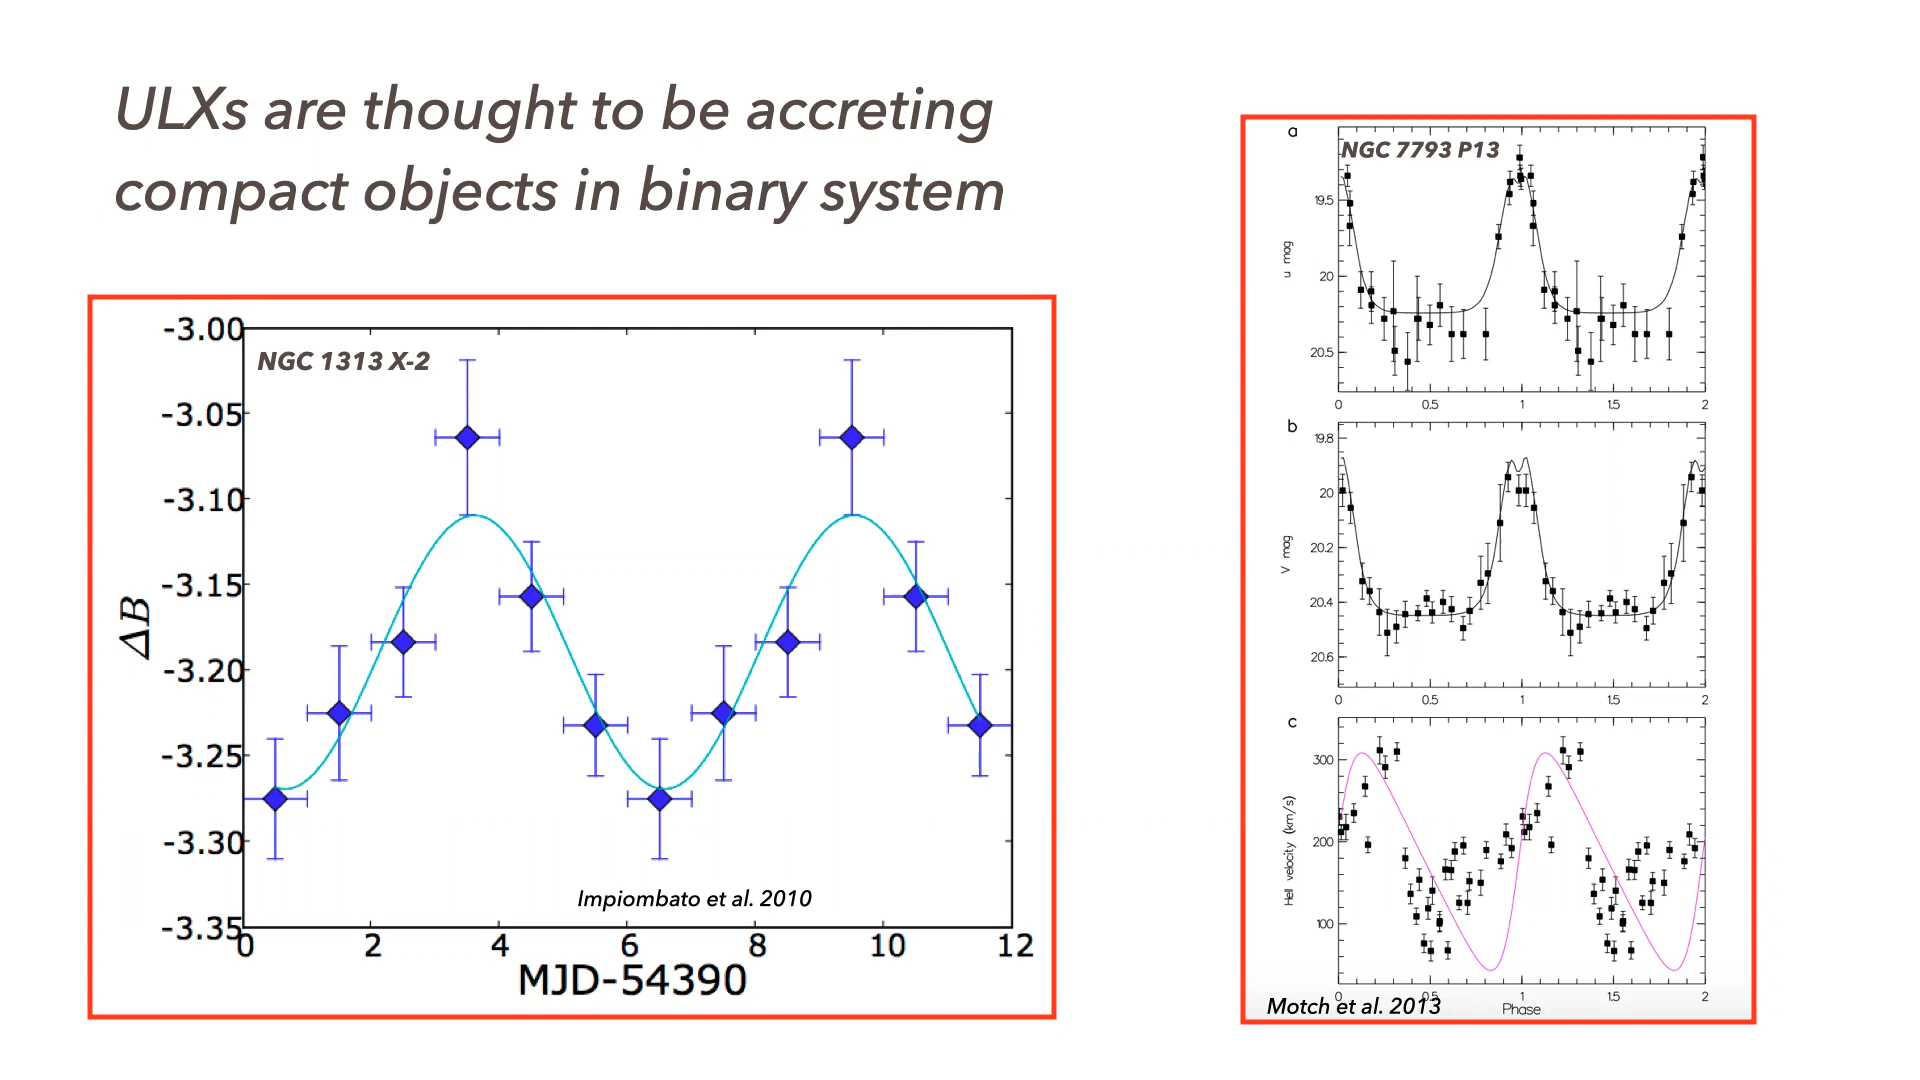 ULXs are thought to be accreting
compact objects in binary system
NGC 1313 X-2
-3.00
-3.05
-3.10
-3.15
-3.20
-3.25
-3.30
-3.35
ΔB
0 2 4 6 8 10 12
MJD-54390
Impiombato et al. 2010
a
NGC 7793 P13
19.5
20
20.5
u mag
0 0.5 1 1.5 2
b
19.8
20
20.2
20.4
20.6
V mag
0 0.5 1 1.5 2
c
300
200
100
HeII velocity (km/s)
0 0.5 1 1.5 2
Phase
Motch et al. 2013